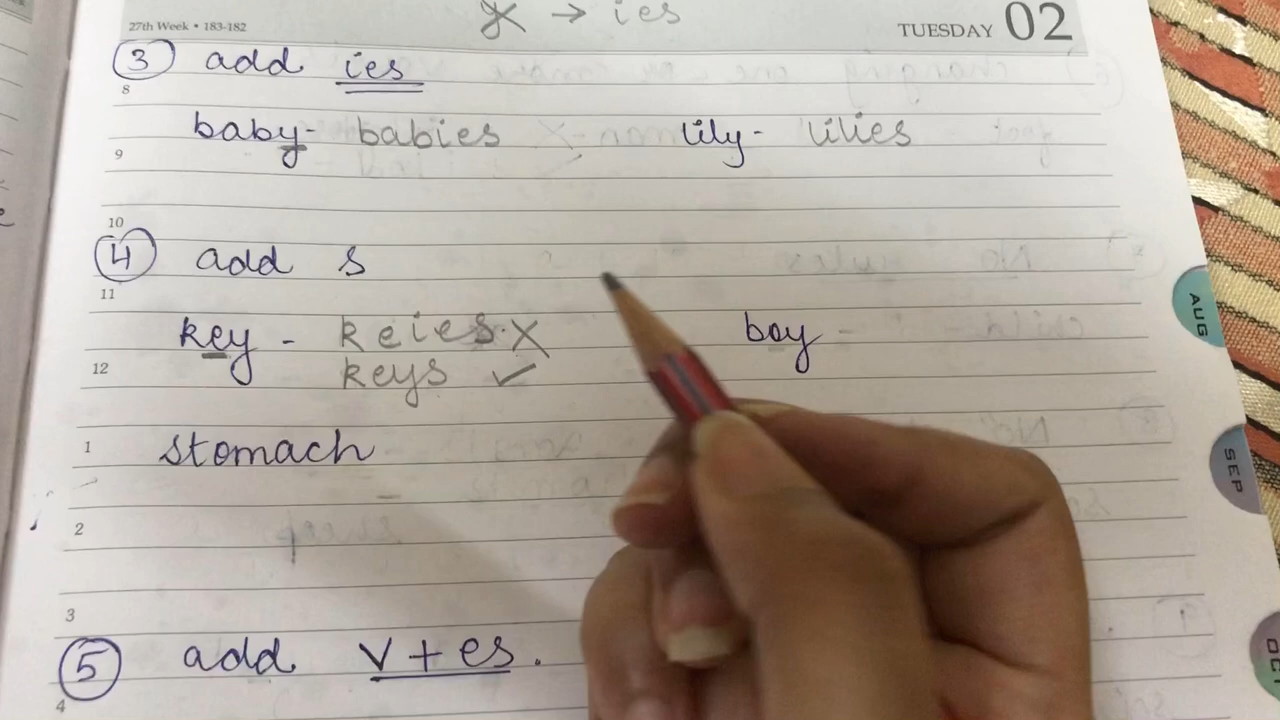 27th Week • 183-182
y → ies
TUESDAY 02
3 add ies
8
baby- babies lily- lilies
9
10
4 add s
11
key - keies X boy
12 keys ✓
1 stomach
2
3
5 add v + es.
4
AUG
SEP
OCT